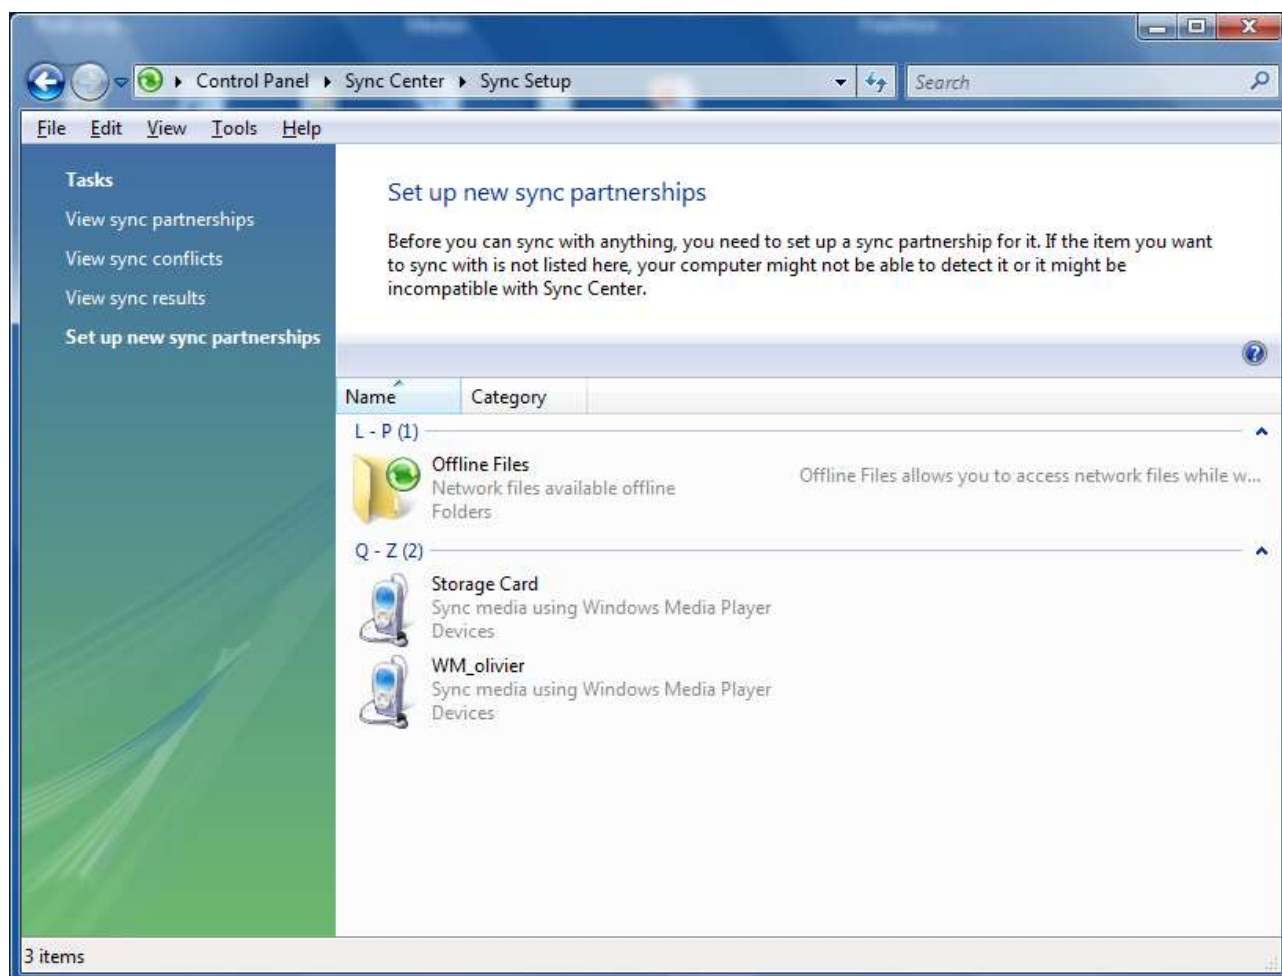 Control Panel Sync Center Sync Setup Search
File Edit View Tools Help
Tasks
View sync partnerships
View sync conflicts
View sync results
Set up new sync partnerships
Set up new sync partnerships
Before you can sync with anything, you need to set up a sync partnership for it. If the item you want
to sync with is not listed here, your computer might not be able to detect it or it might be
incompatible with Sync Center.
Name Category
L - P (1)
Offline Files
Network files available offline
Folders
Offline Files allows you to access network files while w...
Q - Z (2)
Storage Card
Sync media using Windows Media Player
Devices
WM_olivier
Sync media using Windows Media Player
Devices
3 items